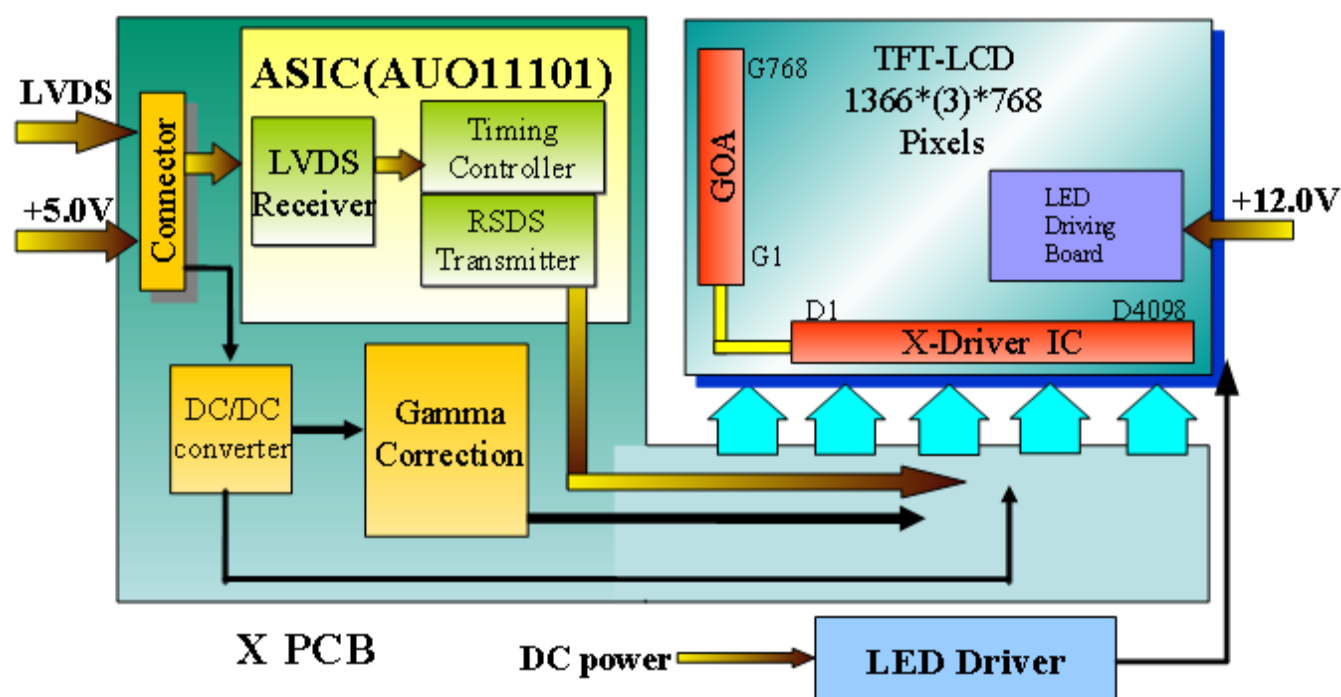 LVDS
+5.0V
Connector
ASIC(AUO11101)
LVDS
Receiver
Timing
Controller
RSDS
Transmitter
DC/DC
converter
Gamma
Correction
X PCB
G768
GOA
G1
TFT-LCD
1366*(3)*768
Pixels
LED
Driving
Board
+12.0V
D1
D4098
X-Driver IC
DC power
LED Driver